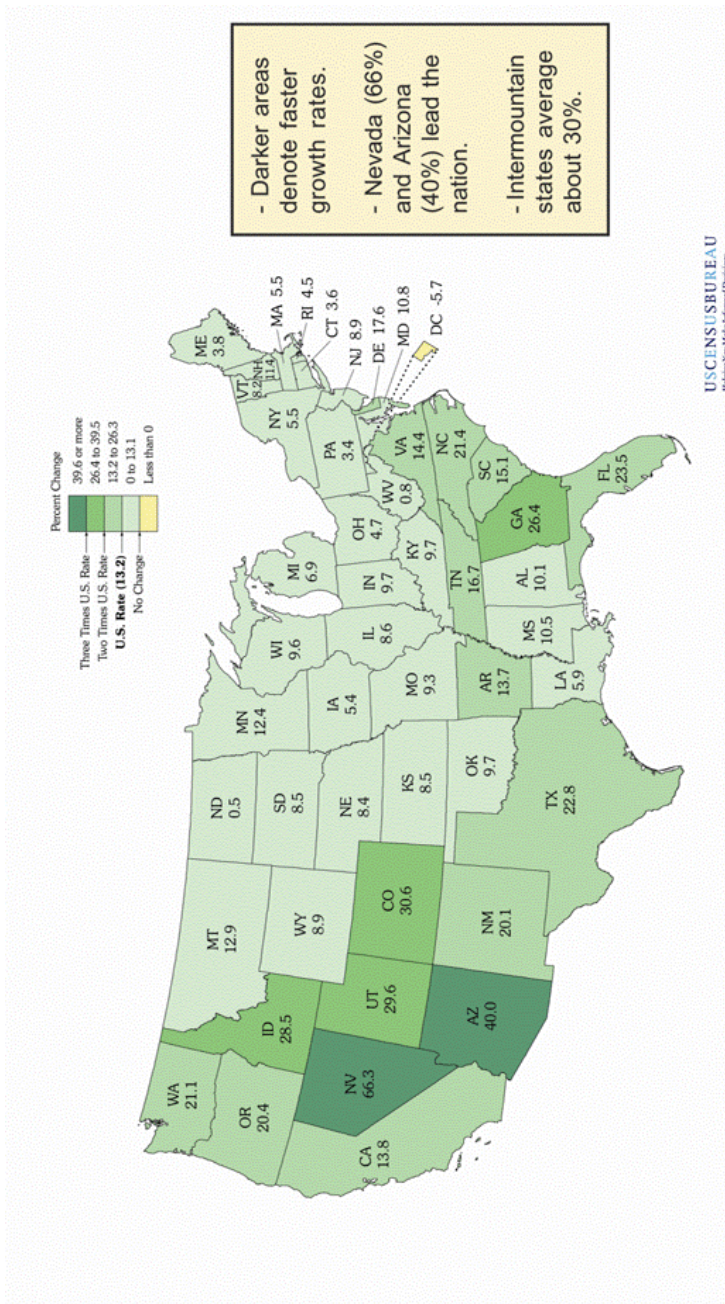 Percent Change
Three Times U.S. Rate
39.6 or more
Two Times U.S. Rate
26.4 to 39.5
U.S. Rate (13.2)
13.2 to 26.3
No Change
0 to 13.1
Less than 0
WA
21.1
OR
20.4
CA
13.8
NV
66.3
ID
28.5
MT
12.9
WY
8.9
UT
29.6
AZ
40.0
CO
30.6
NM
20.1
ND
0.5
SD
8.5
NE
8.4
KS
8.5
OK
9.7
TX
22.8
MN
12.4
IA
5.4
MO
9.3
AR
13.7
LA
5.9
WI
9.6
IL
8.6
MS
10.5
MI
6.9
IN
9.7
KY
9.7
TN
16.7
AL
10.1
OH
4.7
WV
0.8
GA
26.4
FL
23.5
SC
15.1
NC
21.4
VA
14.4
PA
3.4
NY
5.5
VT
8.2
NH
11.4
ME
3.8
MA 5.5
RI 4.5
CT 3.6
NJ 8.9
DE 17.6
MD 10.8
DC -5.7
- Darker areas
denote faster
growth rates.
- Nevada (66%)
and Arizona
(40%) lead the
nation.
- Intermountain
states average
about 30%.
USCENSUSBUREAU